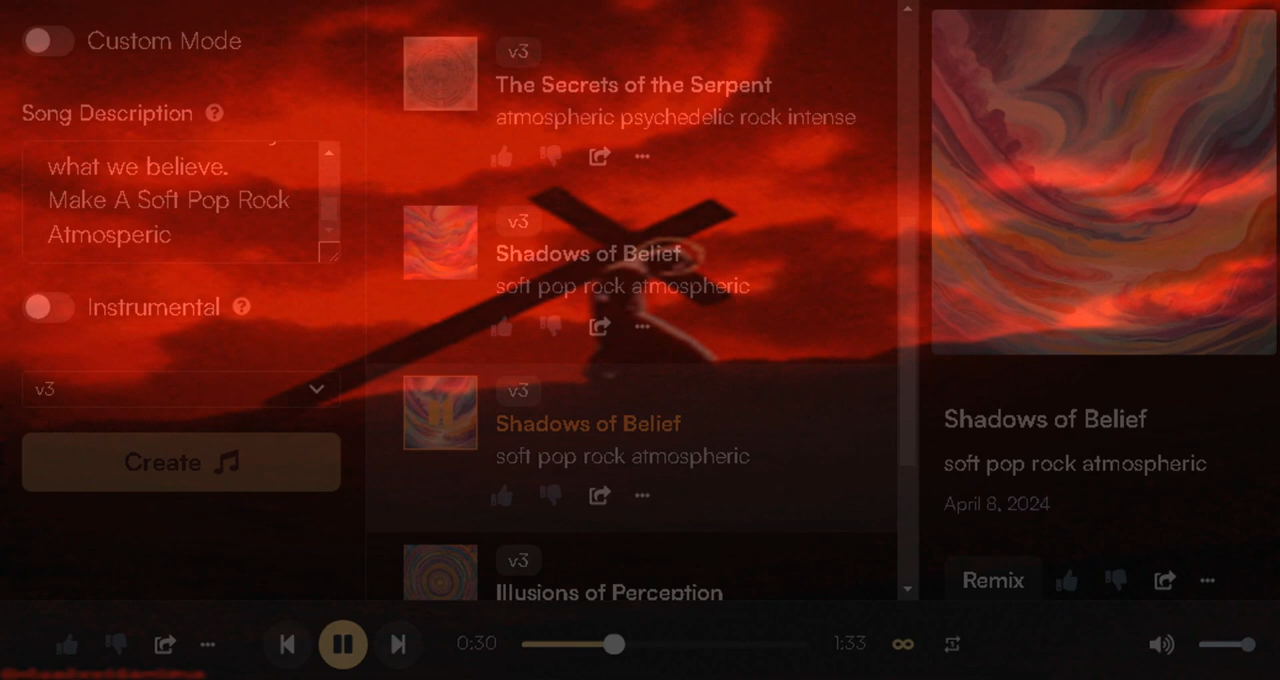 Custom Mode
Song Description
what we believe.
Make A Soft Pop Rock
Atmosperic
Instrumental
v3
Create
v3
The Secrets of the Serpent
atmospheric psychedelic rock intense
v3
Shadows of Belief
soft pop rock atmospheric
v3
Shadows of Belief
soft pop rock atmospheric
v3
Illusions of Perception
Shadows of Belief
soft pop rock atmospheric
April 8, 2024
Remix
0:30
1:33